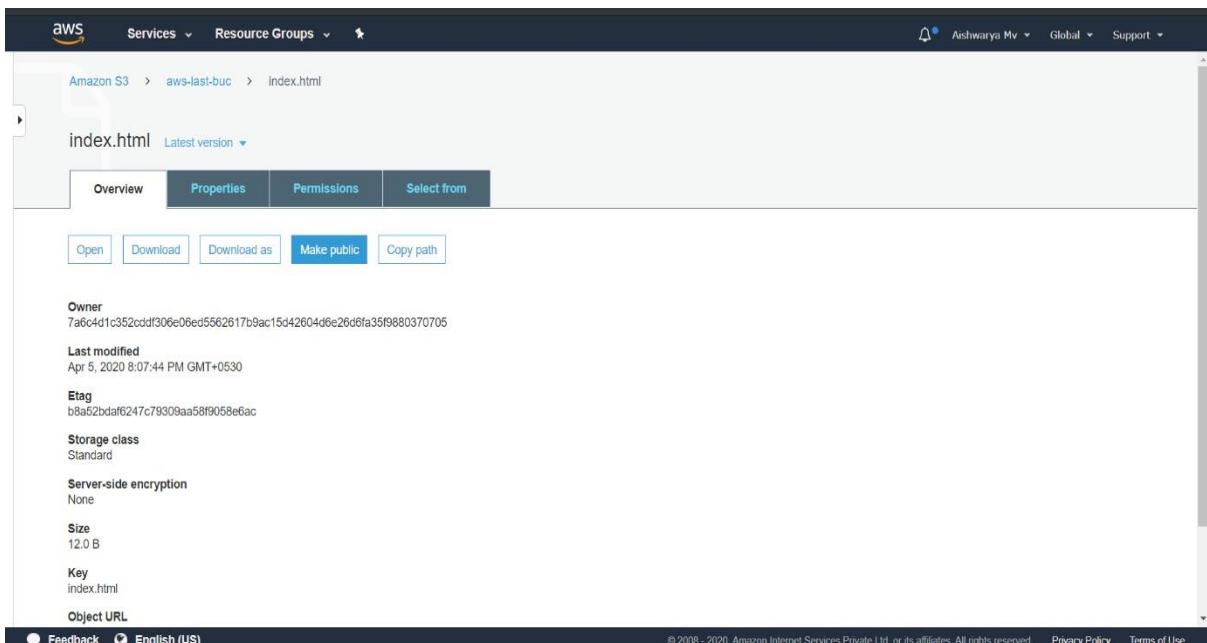 aws Services Resource Groups Aishwarya Mv Global Support
Amazon S3 > aws-last-buc > index.html
index.html Latest version
Overview Properties Permissions Select from
Open Download Download as Make public Copy path
Owner
7a6c4d1c352cddf306e06ed5562617b9ac15d42604d6e26d6fa35f9880370705
Last modified
Apr 5, 2020 8:07:44 PM GMT+0530
Etag
b8a52bdaf6247c79309aa58f9058e6ac
Storage class
Standard
Server-side encryption
None
Size
12.0 B
Key
index.html
Object URL
Feedback English (US) © 2008 - 2020, Amazon Internet Services Private Ltd. or its affiliates. All rights reserved. Privacy Policy Terms of Use